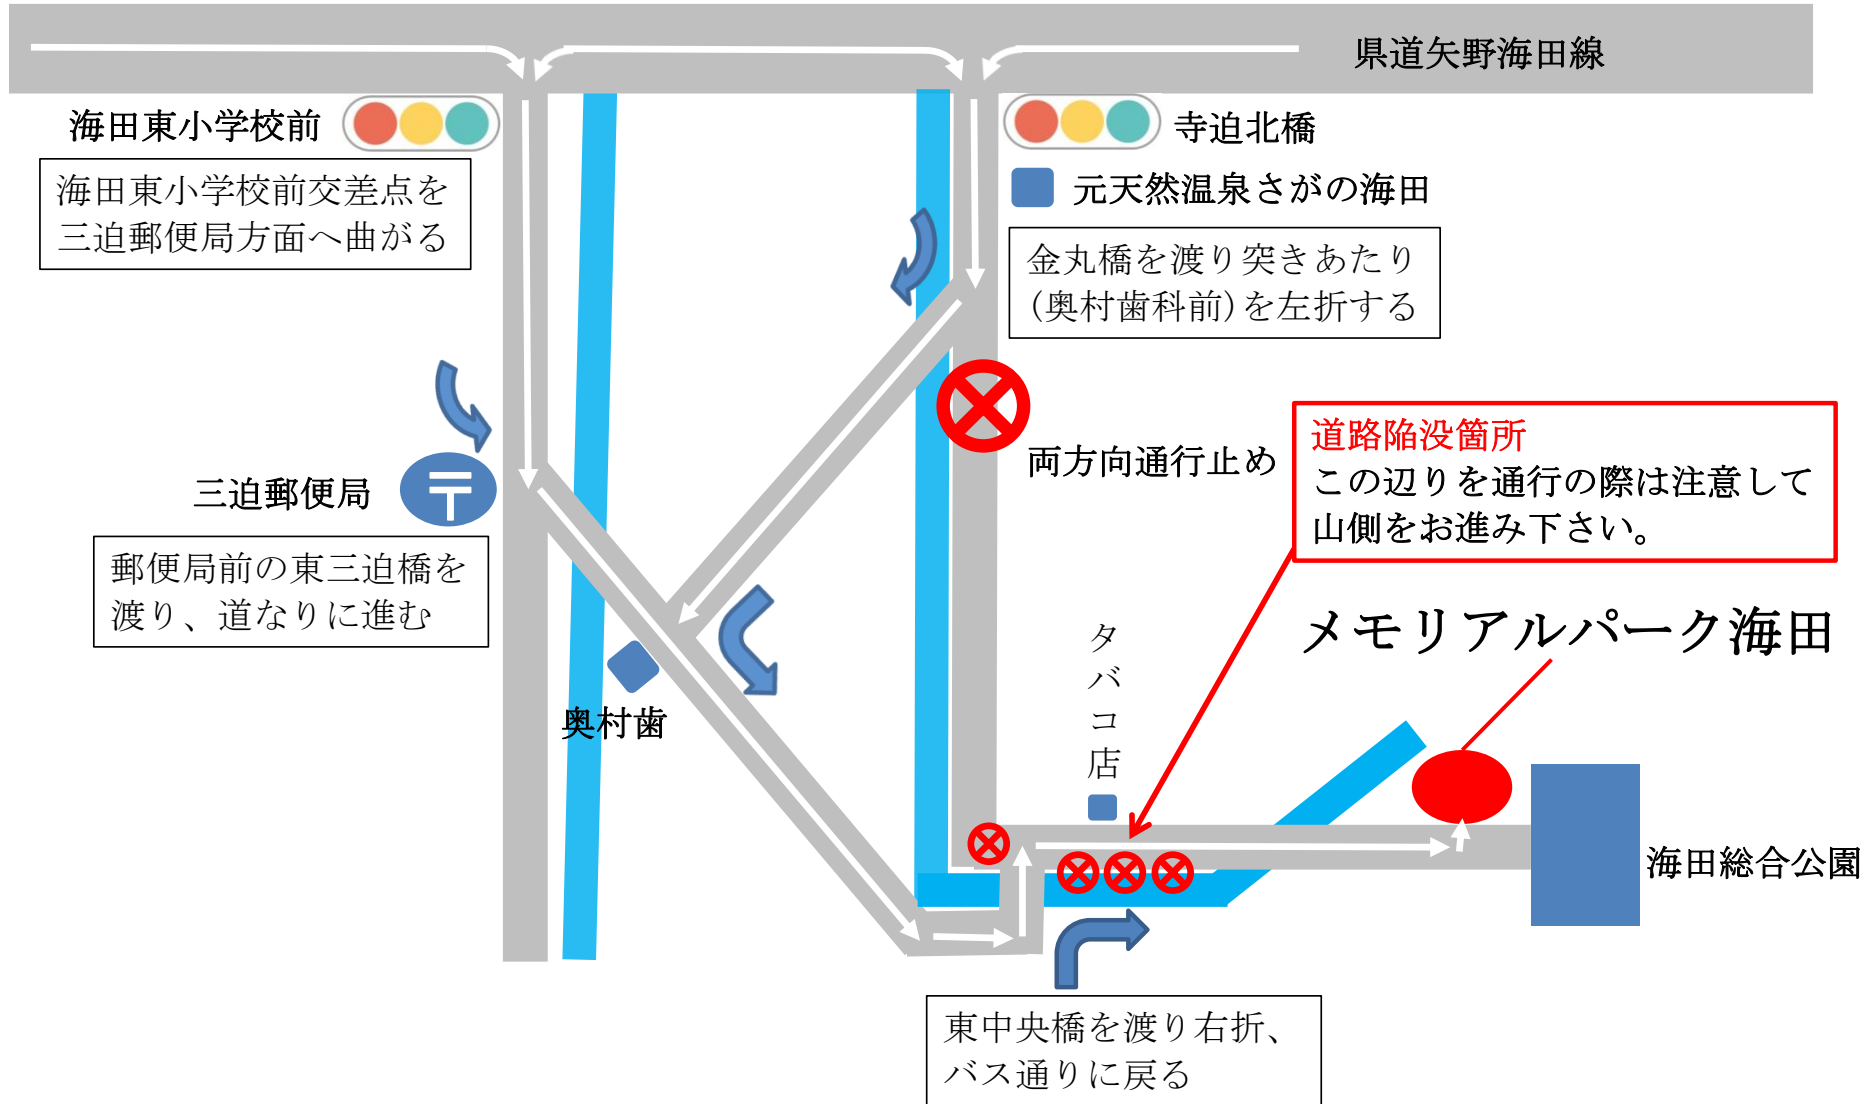 県道矢野海田線
海田東小学校前
寺迫北橋
海田東小学校前交差点を
三迫郵便局方面へ曲がる
元天然温泉さがの海田
金丸橋を渡り突きあたり
(奥村歯科前)を左折する
両方向通行止め
道路陥没箇所
この辺りを通行の際は注意して
山側をお進み下さい。
三迫郵便局
〒
郵便局前の東三迫橋を
渡り、道なりに進む
メモリアルパーク海田
タバコ店
奥村歯
海田総合公園
東中央橋を渡り右折、
バス通りに戻る